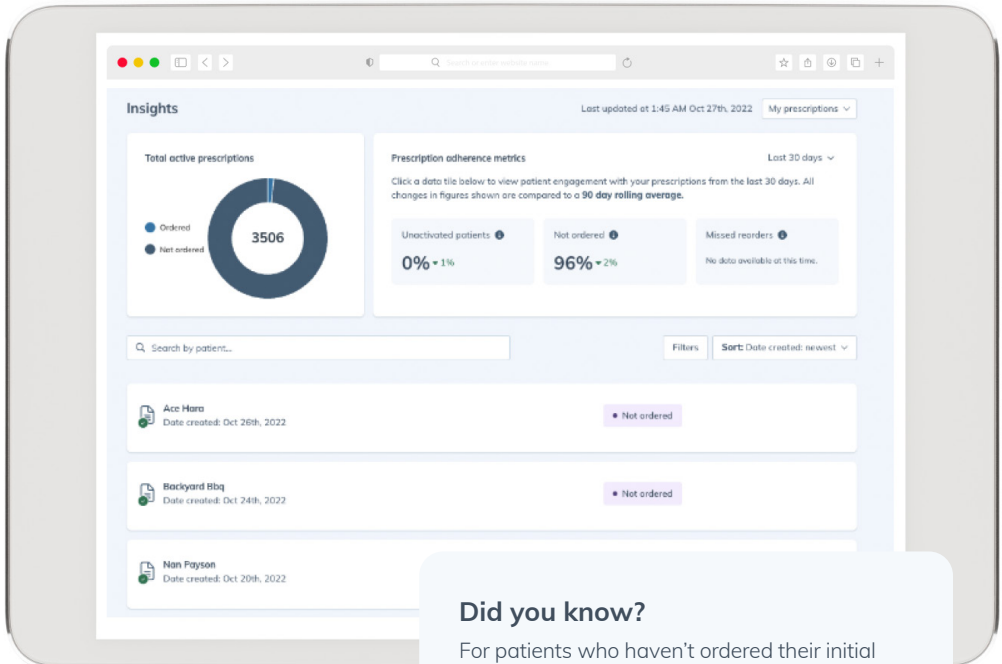 Search or enter website name
Insights
Last updated at 1:45 AM Oct 27th, 2022
My prescriptions
Total active prescriptions
Ordered
Not ordered
3506
Prescription adherence metrics
Last 30 days
Click a data tile below to view patient engagement with your prescriptions from the last 30 days. All
changes in figures shown are compared to a 90 day rolling average.
Unactivated patients
0% 1%
Not ordered
96% 2%
Missed reorders
No data available at this time.
Search by patient...
Filters
Sort: Date created: newest
Ace Hara
Date created: Oct 26th, 2022
Not ordered
Backyard Bbq
Date created: Oct 24th, 2022
Not ordered
Nan Payson
Date created: Oct 20th, 2022
Did you know?
For patients who haven’t ordered their initial